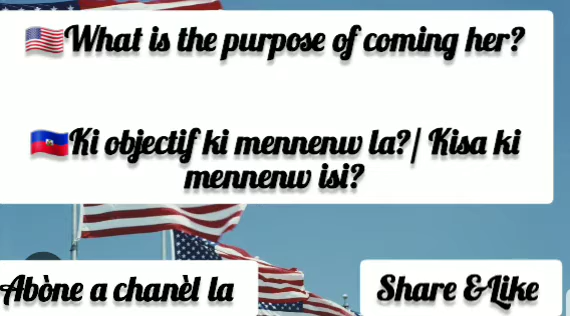 🇺🇸What is the purpose of coming her?
🇭🇹Ki objectif ki mennenw la?/ Kisa ki
mennenw isi?
Abòne a chanèl la
Share & Like